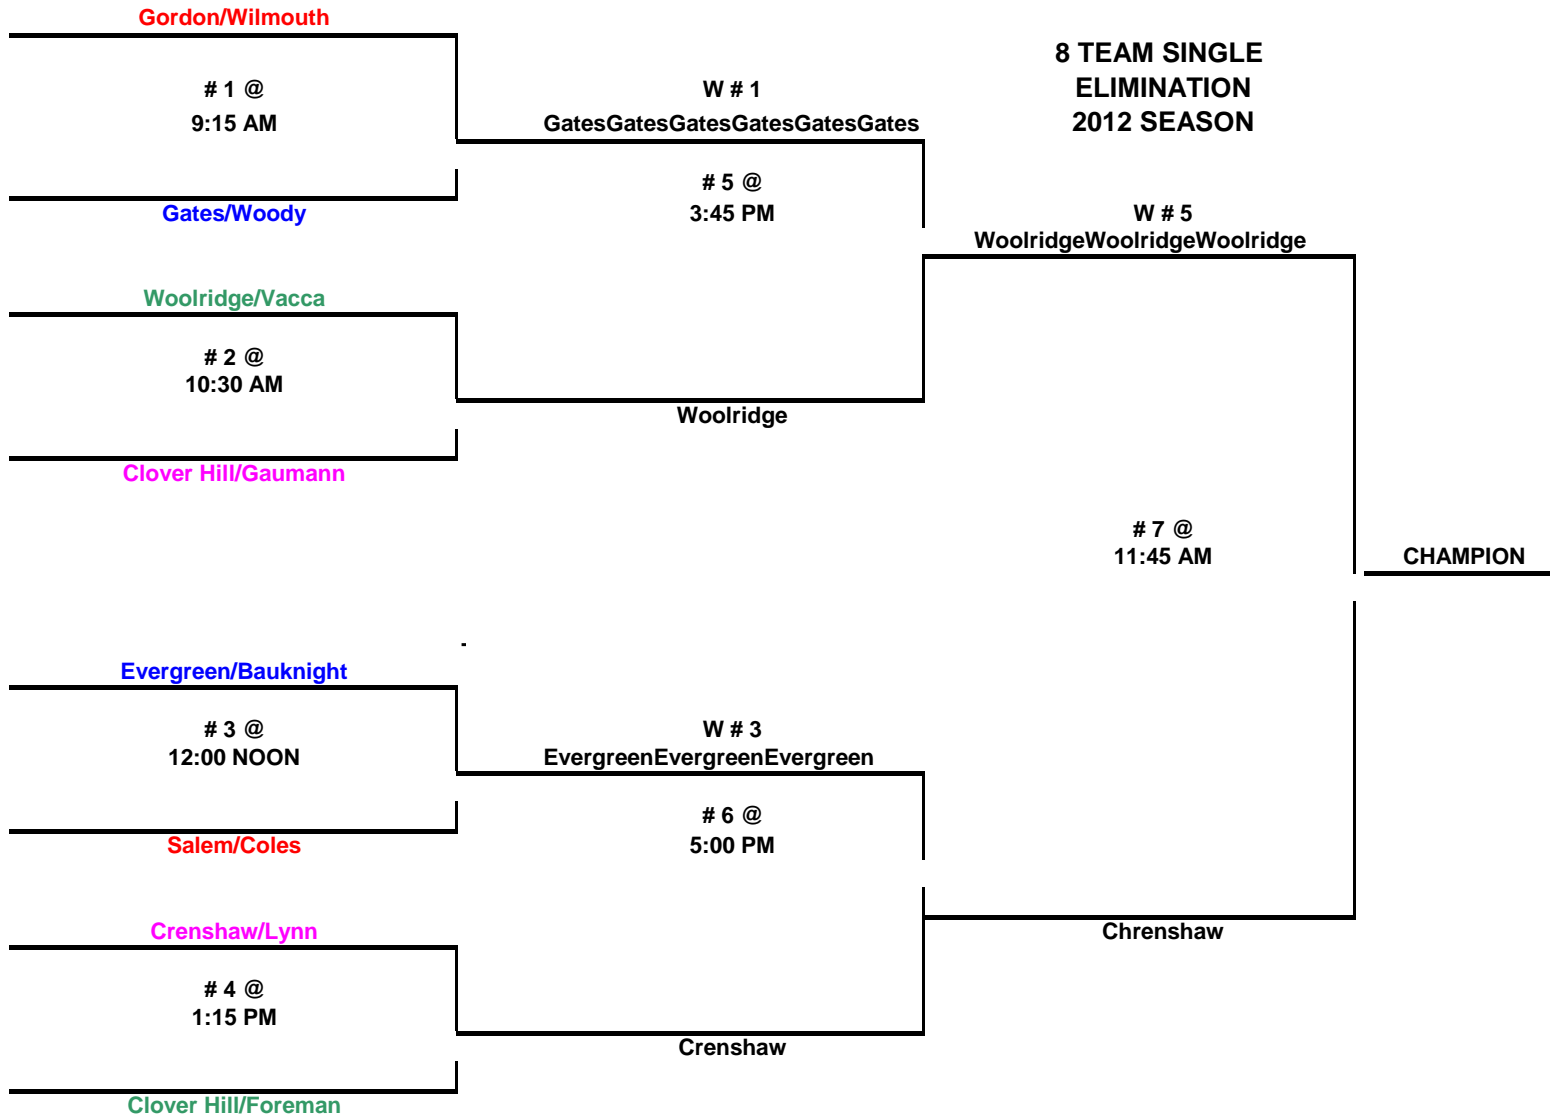 Gordon/Wilmouth
8 TEAM SINGLE
ELIMINATION
2012 SEASON
# 1 @
9:15 AM
W # 1
GatesGatesGatesGatesGatesGates
Gates/Woody
# 5 @
3:45 PM
W # 5
WoolridgeWoolridgeWoolridge
Woolridge/Vacca
# 2 @
10:30 AM
Woolridge
Clover Hill/Gaumann
# 7 @
11:45 AM
CHAMPION
-
Evergreen/Bauknight
# 3 @
12:00 NOON
W # 3
EvergreenEvergreenEvergreen
Salem/Coles
# 6 @
5:00 PM
Crenshaw/Lynn
Chrenshaw
# 4 @
1:15 PM
Crenshaw
Clover Hill/Foreman